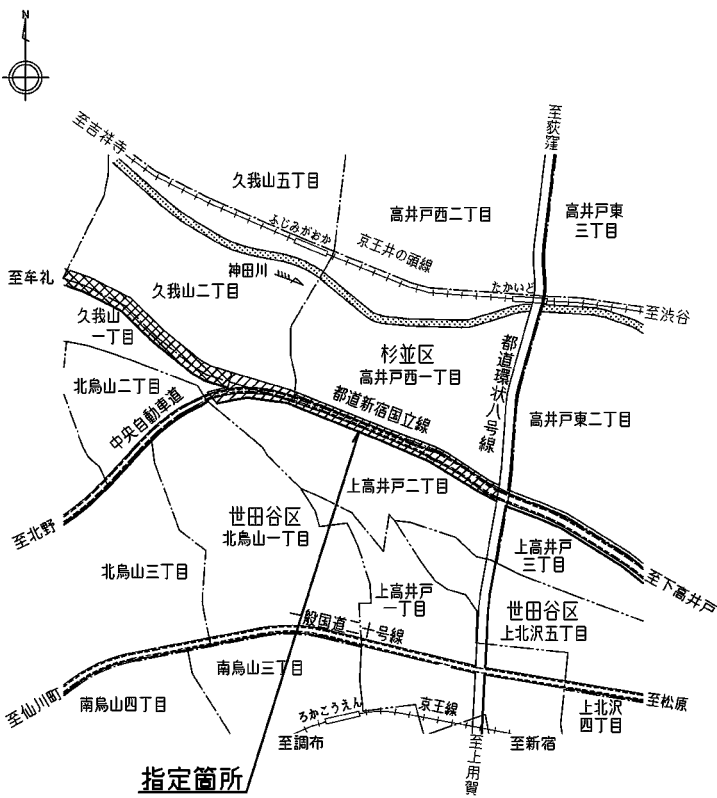 N
至吉祥寺
至荻窪
久我山五丁目
高井戸西二丁目
高井戸東
三丁目
ふじみがおか
京王井の頭線
至牟礼
神田川
久我山二丁目
たかいど
至渋谷
久我山
一丁目
杉並区
高井戸西一丁目
都道環状八号線
北烏山二丁目
中央自動車道
都道新宿国立線
高井戸東二丁目
上高井戸二丁目
世田谷区
北烏山一丁目
至北野
上高井戸
三丁目
北烏山三丁目
至下高井戸
上高井戸
一丁目
世田谷区
上北沢五丁目
一般国道二十号線
南烏山三丁目
至仙川町
南烏山四丁目
至松原
上北沢
四丁目
ろかこうえん
京王線
至調布
至新宿
至上用賀
指定箇所